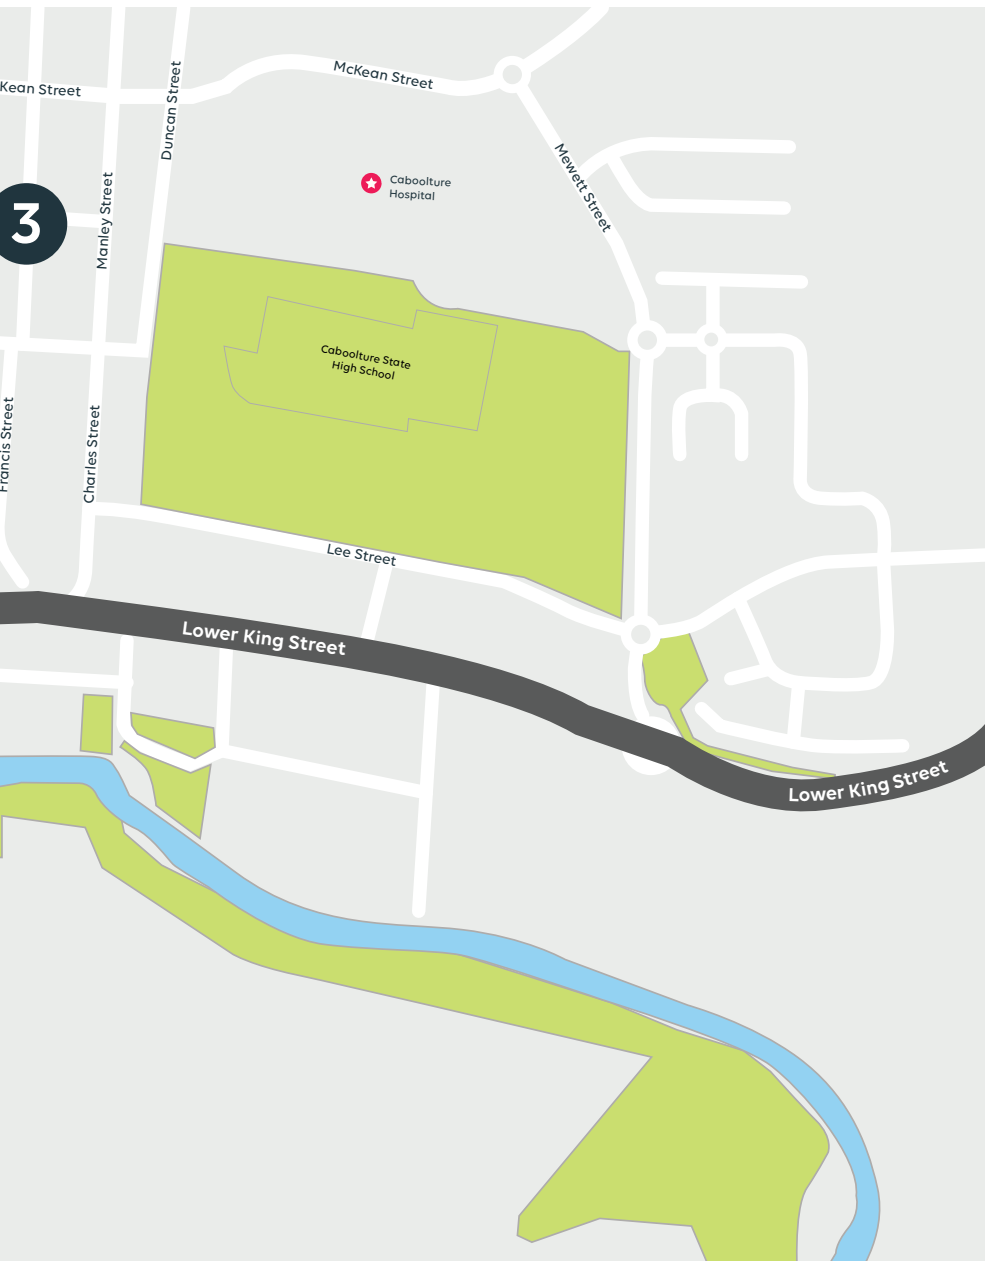 McKean Street
Kean Street
Duncan Street
Mewett Street
Manley Street
Caboolture
Hospital
3
Caboolture State
High School
Francis Street
Charles Street
Lee Street
Lower King Street
Lower King Street